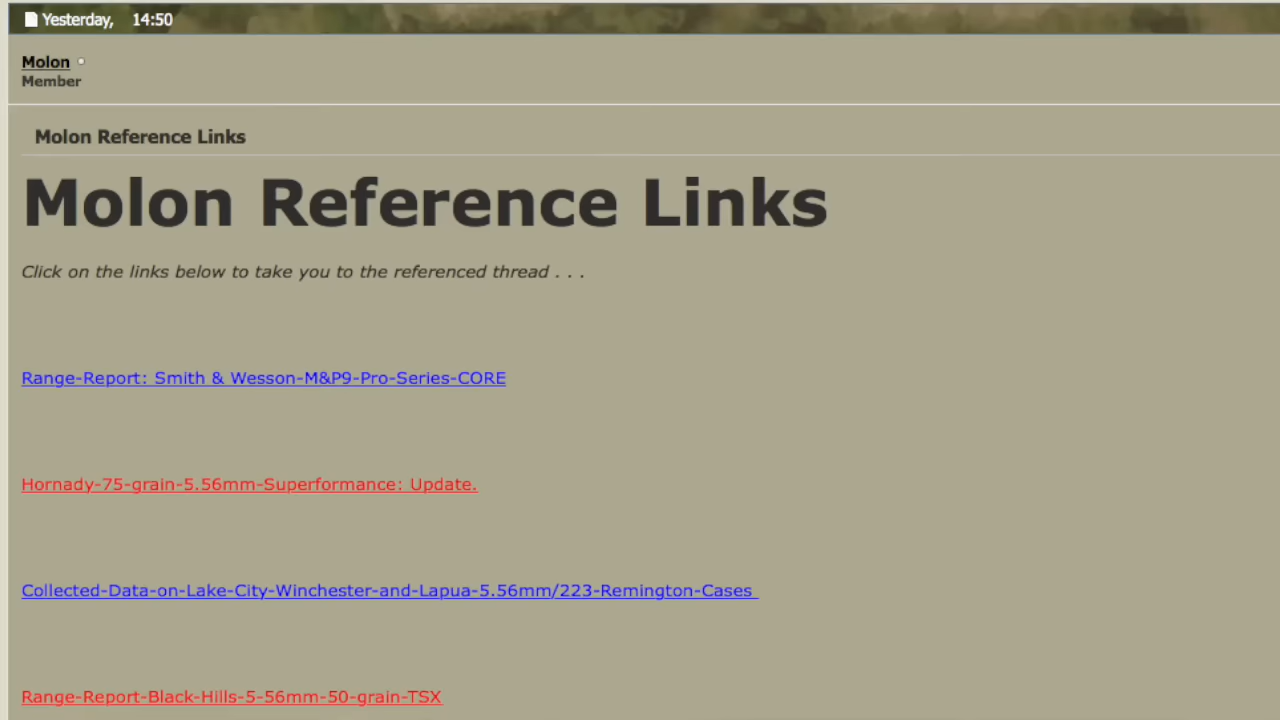 Yesterday, 14:50
Molon
Member
Molon Reference Links
Molon Reference Links
Click on the links below to take you to the referenced thread . . .
Range-Report: Smith & Wesson-M&P9-Pro-Series-CORE
Hornady-75-grain-5.56mm-Superformance: Update.
Collected-Data-on-Lake-City-Winchester-and-Lapua-5.56mm/223-Remington-Cases
Range-Report-Black-Hills-5-56mm-50-grain-TSX